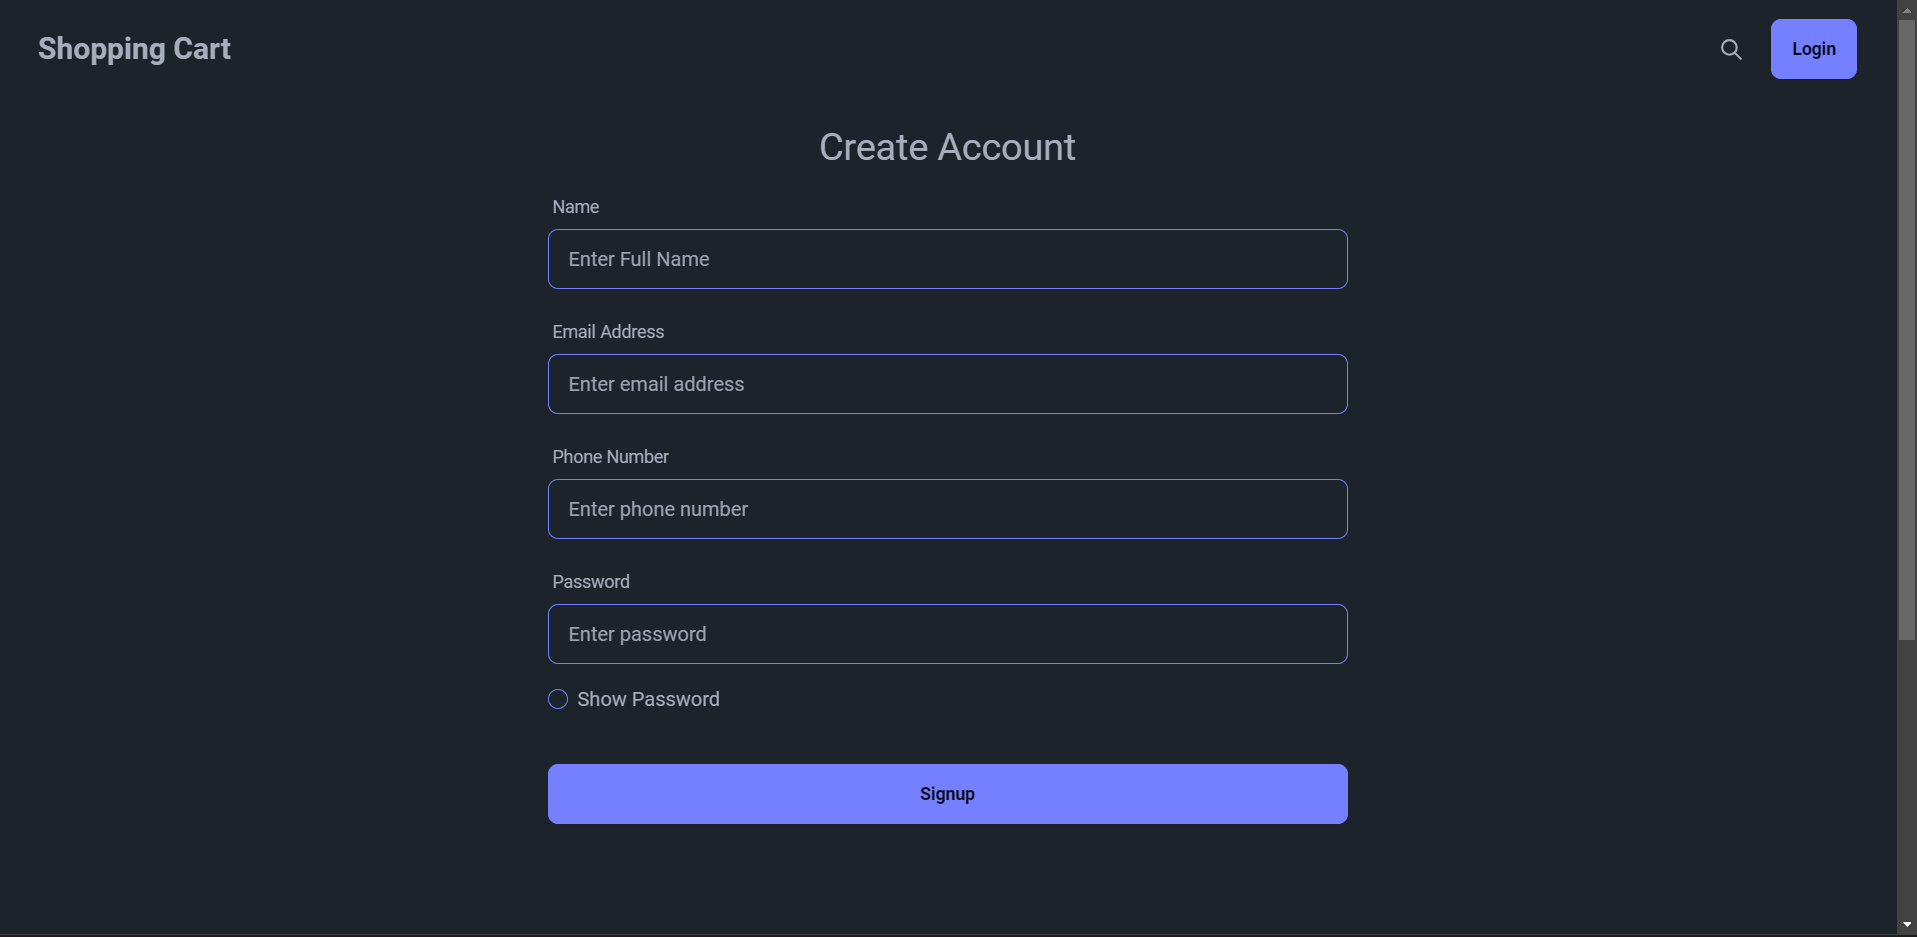 Shopping Cart
Login
Create Account
Name
Enter Full Name
Email Address
Enter email address
Phone Number
Enter phone number
Password
Enter password
Show Password
Signup